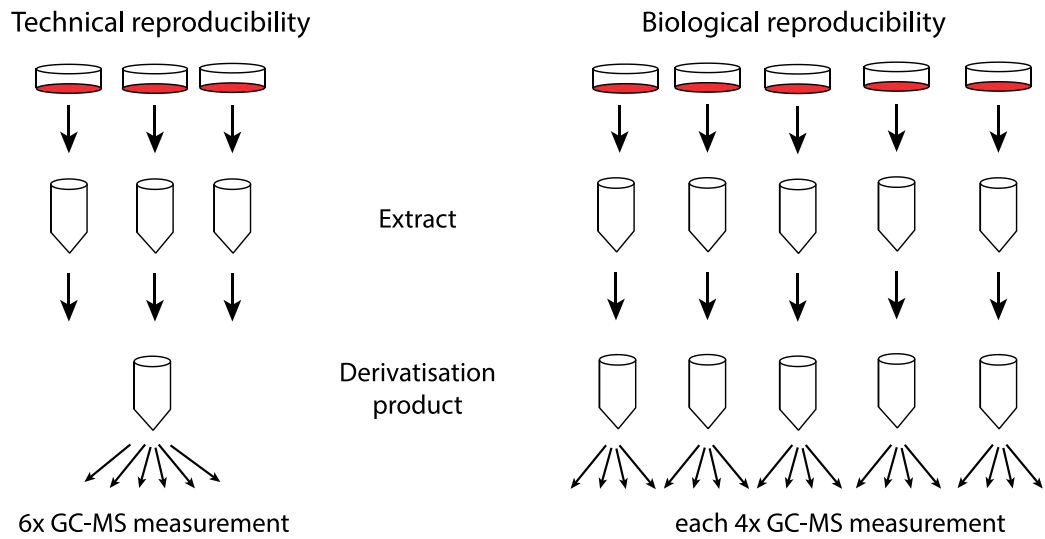 Technical reproducibility
Biological reproducibility
Extract
Derivatisation
product
6x GC-MS measurement
each 4x GC-MS measurement